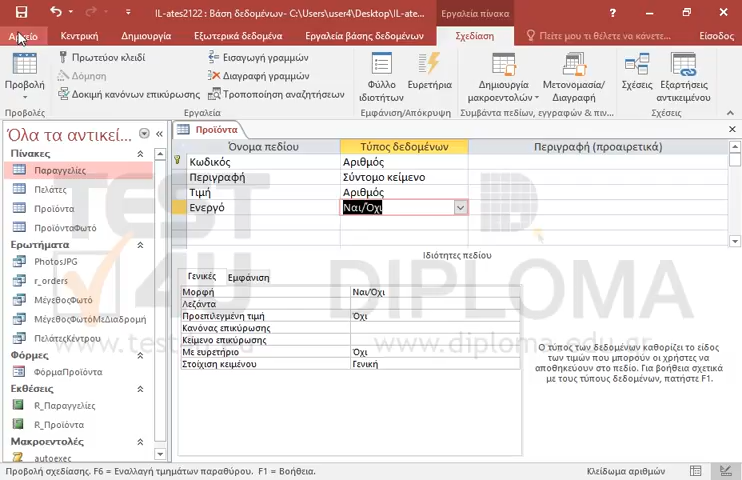 IL-ates2122 : Βάση δεδομένων- C:\Users\user4\Desktop\IL-ate...
Εργαλεία πίνακα
Αρχείο
Κεντρική
Δημιουργία
Εξωτερικά δεδομένα
Εργαλεία βάσης δεδομένων
Σχεδίαση
Πείτε μου τι θέλετε να κάνετε...
Είσοδος
Προβολή
Πρωτεύον κλειδί
Δόμηση
Δοκιμή κανόνων επικύρωσης
Εισαγωγή γραμμών
Διαγραφή γραμμών
Τροποποίηση αναζητήσεων
Φύλλο ιδιοτήτων
Ευρετήρια
Δημιουργία μακροεντολών
Μετονομασία/Διαγραφή
Σχέσεις
Εξαρτήσεις αντικειμένου
Προβολές
Εργαλεία
Εμφάνιση/Απόκρυψη
Συμβάντα πεδίου, εγγραφών & πιν...
Σχέσεις
Όλα τα αντικεί...
Πίνακες
Παραγγελίες
Πελάτες
Προϊόντα
ΠροϊόνταΦωτό
Ερωτήματα
PhotosJPG
r_orders
ΜέγεθοςΦωτό
ΜέγεθοςΦωτόΜεΔιαδρομή
ΠελάτεςΚέντρου
Φόρμες
ΦόρμαΠροϊόντα
Εκθέσεις
R_Παραγγελίες
R_Προϊόντα
Μακροεντολές
autoexec
Προϊόντα
Όνομα πεδίου
Τύπος δεδομένων
Περιγραφή (προαιρετικά)
Κωδικός Αριθμός
Περιγραφή Σύντομο κείμενο
Τιμή Αριθμός
Ενεργό Ναι/Όχι
Ιδιότητες πεδίου
Γενικές Εμφάνιση
Μορφή Ναι/Όχι
Λεζάντα
Προεπιλεγμένη τιμή Όχι
Κανόνας επικύρωσης
Κείμενο επικύρωσης
Με ευρετήριο Όχι
Στοίχιση κειμένου Γενική
Ο τύπος των δεδομένων καθορίζει το είδος
των τιμών που μπορούν οι χρήστες να
αποθηκεύουν στο πεδίο. Για βοήθεια σχετικά
με τους τύπους δεδομένων, πατήστε F1.
TEST
4U
DIPLOMA
www.diploma-edu.gr
Προβολή σχεδίασης. F6 = Εναλλαγή τμημάτων παραθύρου. F1 = Βοήθεια.
Κλείδωμα αριθμών